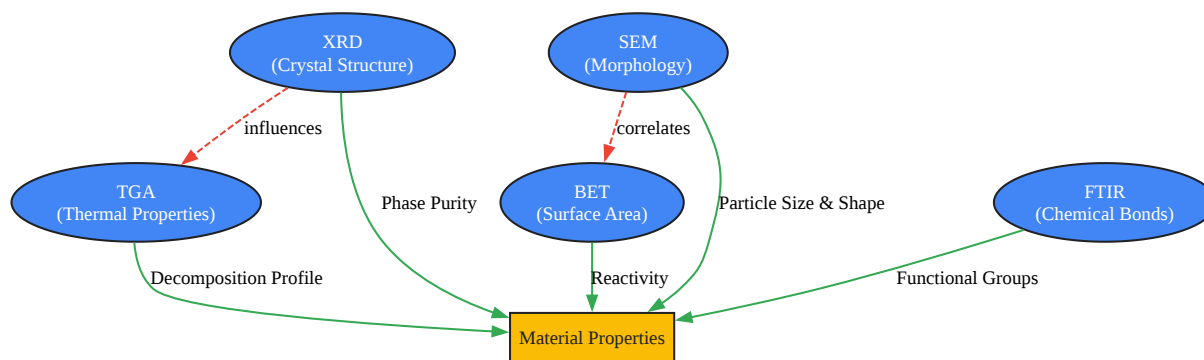 XRD
(Crystal Structure)
SEM
(Morphology)
influences
correlates
TGA
(Thermal Properties)
Phase Purity
BET
(Surface Area)
Particle Size & Shape
FTIR
(Chemical Bonds)
Decomposition Profile
Reactivity
Functional Groups
Material Properties